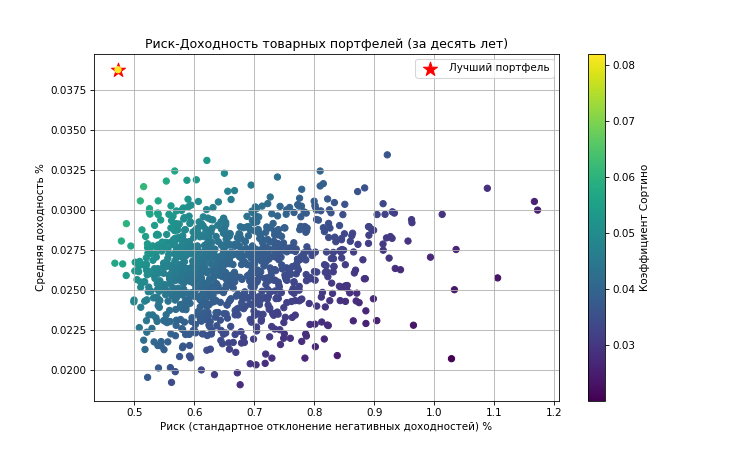 Риск-Доходность товарных портфелей (за десять лет)
Лучший портфель
0.0375
0.0350
0.0325
0.0300
0.0275
0.0250
0.0225
0.0200
Средняя доходность %
0.5 0.6 0.7 0.8 0.9 1.0 1.1 1.2
Риск (стандартное отклонение негативных доходностей) %
0.08
0.07
0.06
0.05
0.04
0.03
Коэффициент Сортино